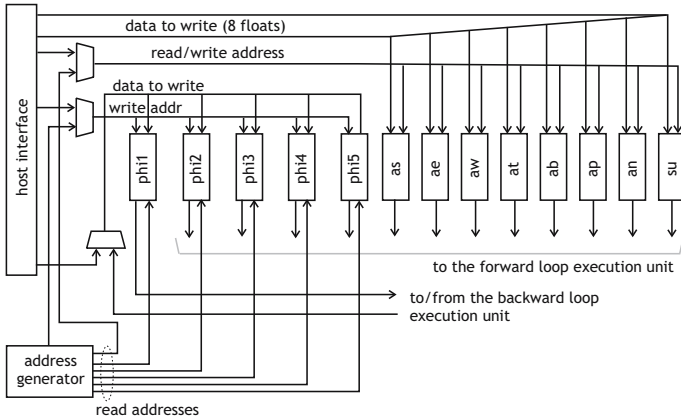 data to write (8 floats)
read/write address
data to write
write addr
host interface
phi1
phi2
phi3
phi4
phi5
as
ae
aw
at
ab
ap
an
su
to the forward loop execution unit
to/from the backward loop
execution unit
address
generator
read addresses